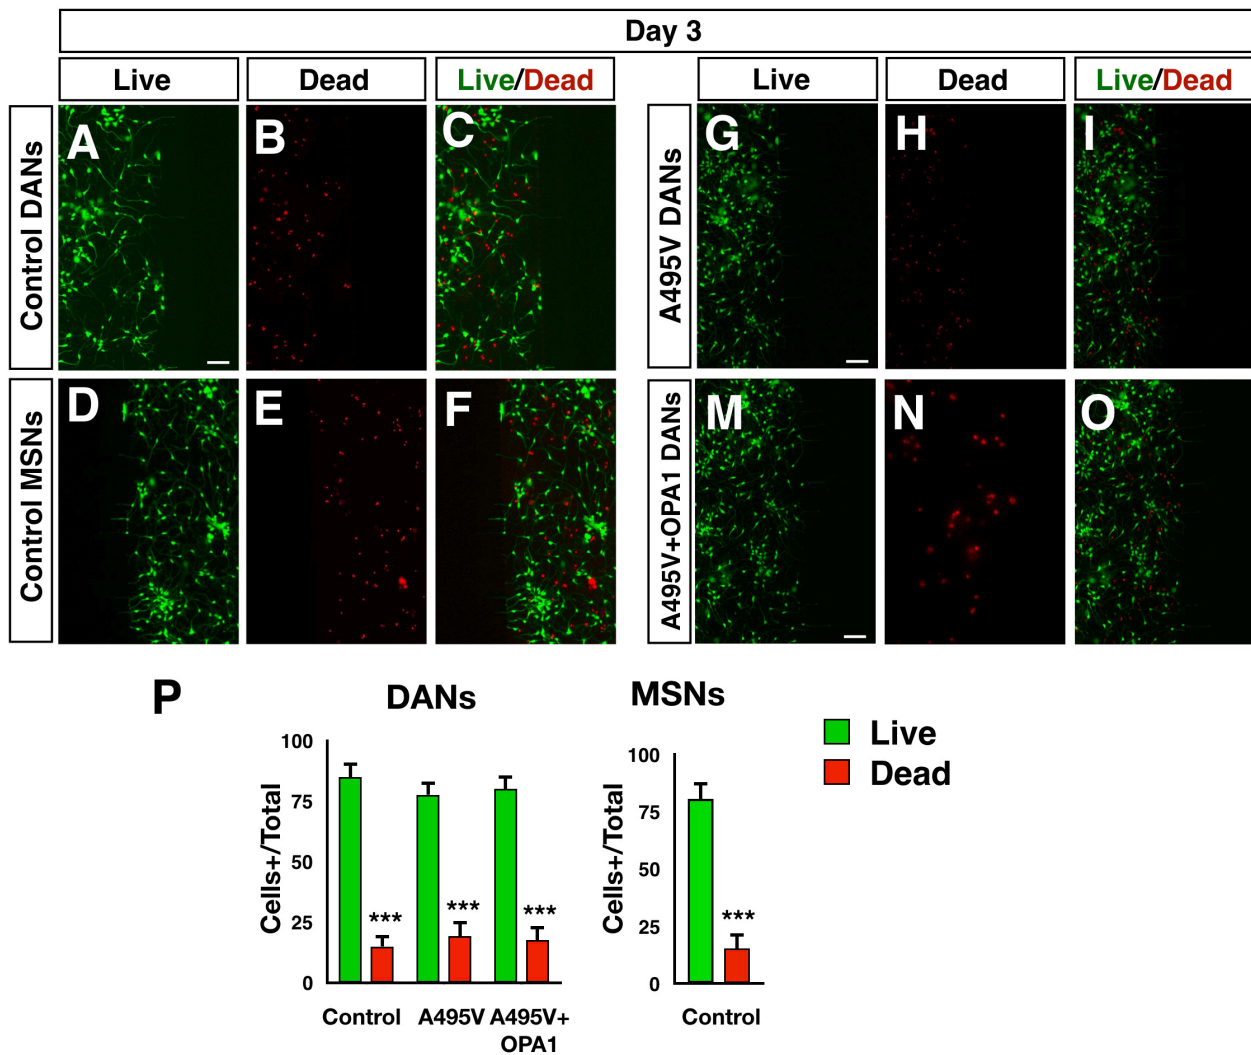 Day 3
Live
Dead
Live/Dead
Live
Dead
Live/Dead
Control DANs
A
B
C
A495V DANs
G
H
I
Control MSNs
D
E
F
A495V+OPA1 DANs
M
N
O
P
DANs
MSNs
Live
Dead
Cells+/Total
100
75
50
25
0
***
***
***
Control
A495V
A495V+
OPA1
Cells+/Total
100
75
50
25
0
***
Control